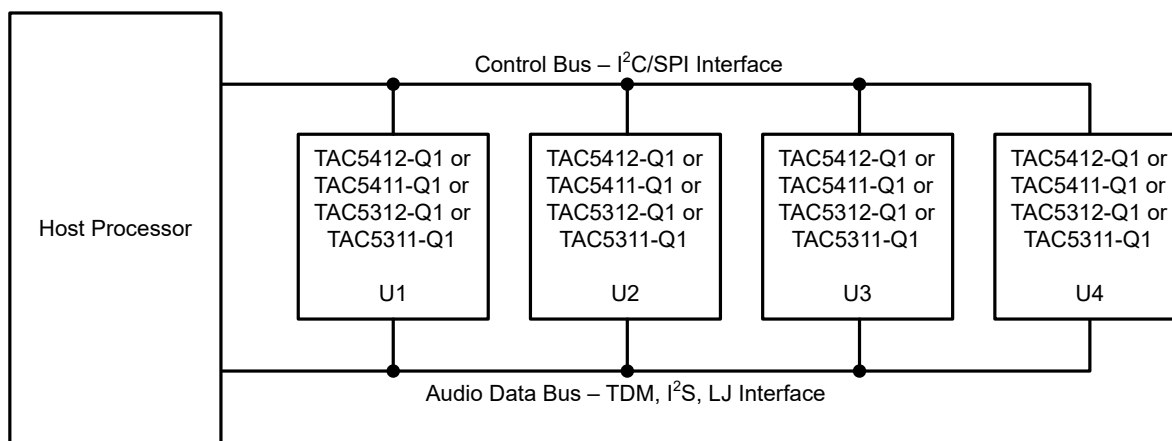 Control Bus – I²C/SPI Interface
Host Processor
TAC5412-Q1 or
TAC5411-Q1 or
TAC5312-Q1 or
TAC5311-Q1
U1
TAC5412-Q1 or
TAC5411-Q1 or
TAC5312-Q1 or
TAC5311-Q1
U2
TAC5412-Q1 or
TAC5411-Q1 or
TAC5312-Q1 or
TAC5311-Q1
U3
TAC5412-Q1 or
TAC5411-Q1 or
TAC5312-Q1 or
TAC5311-Q1
U4
Audio Data Bus – TDM, I²S, LJ Interface